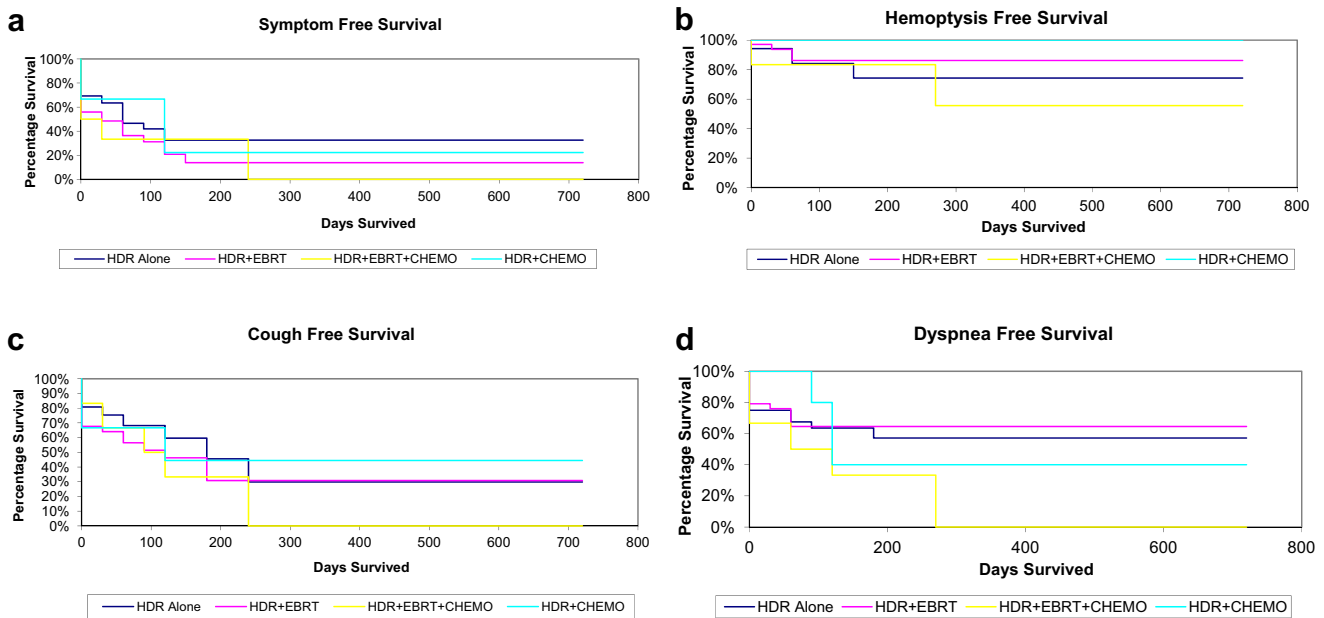 a
Symptom Free Survival
Percentage Survival
100%
80%
60%
40%
20%
0%
0 100 200 300 400 500 600 700 800
Days Survived
HDR Alone HDR+EBRT HDR+EBRT+CHEMO HDR+CHEMO
b
Hemoptysis Free Survival
Percentage Survival
100%
80%
60%
40%
20%
0%
0 100 200 300 400 500 600 700 800
Days Survived
HDR Alone HDR+EBRT HDR+EBRT+CHEMO HDR+CHEMO
c
Cough Free Survival
Percentage Survival
100%
90%
80%
70%
60%
50%
40%
30%
20%
10%
0%
0 100 200 300 400 500 600 700 800
Days Survived
HDR Alone HDR+EBRT HDR+EBRT+CHEMO HDR+CHEMO
d
Dyspnea Free Survival
Percentage Survival
100%
80%
60%
40%
20%
0%
0 200 400 600 800
Days Survived
HDR Alone HDR+EBRT HDR+EBRT+CHEMO HDR+CHEMO